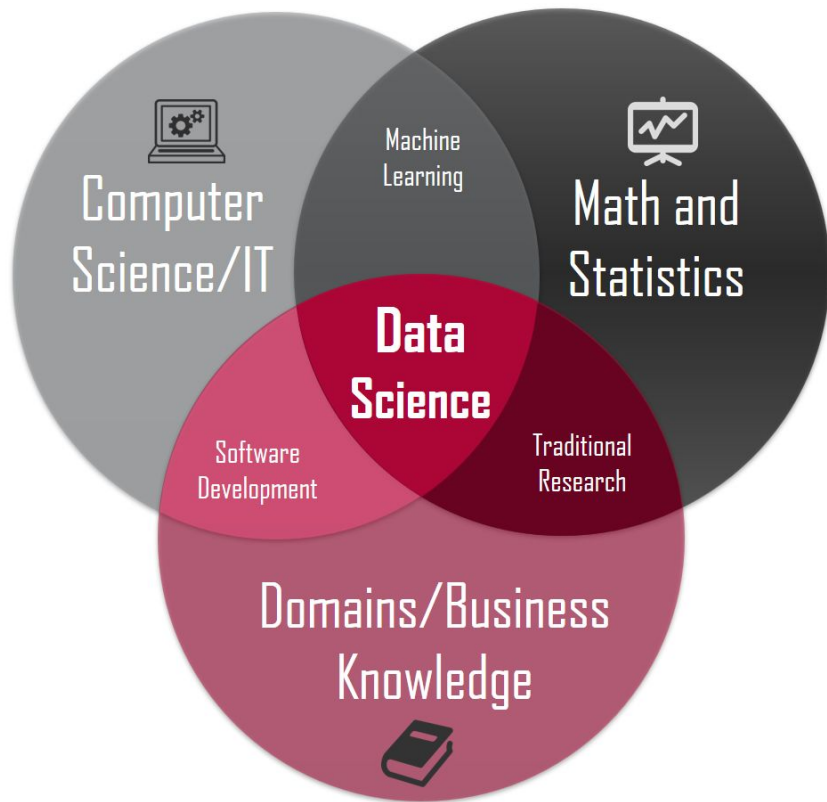 Machine
Learning
Computer
Science/IT
Math and
Statistics
Data
Science
Software
Development
Traditional
Research
Domains/Business
Knowledge